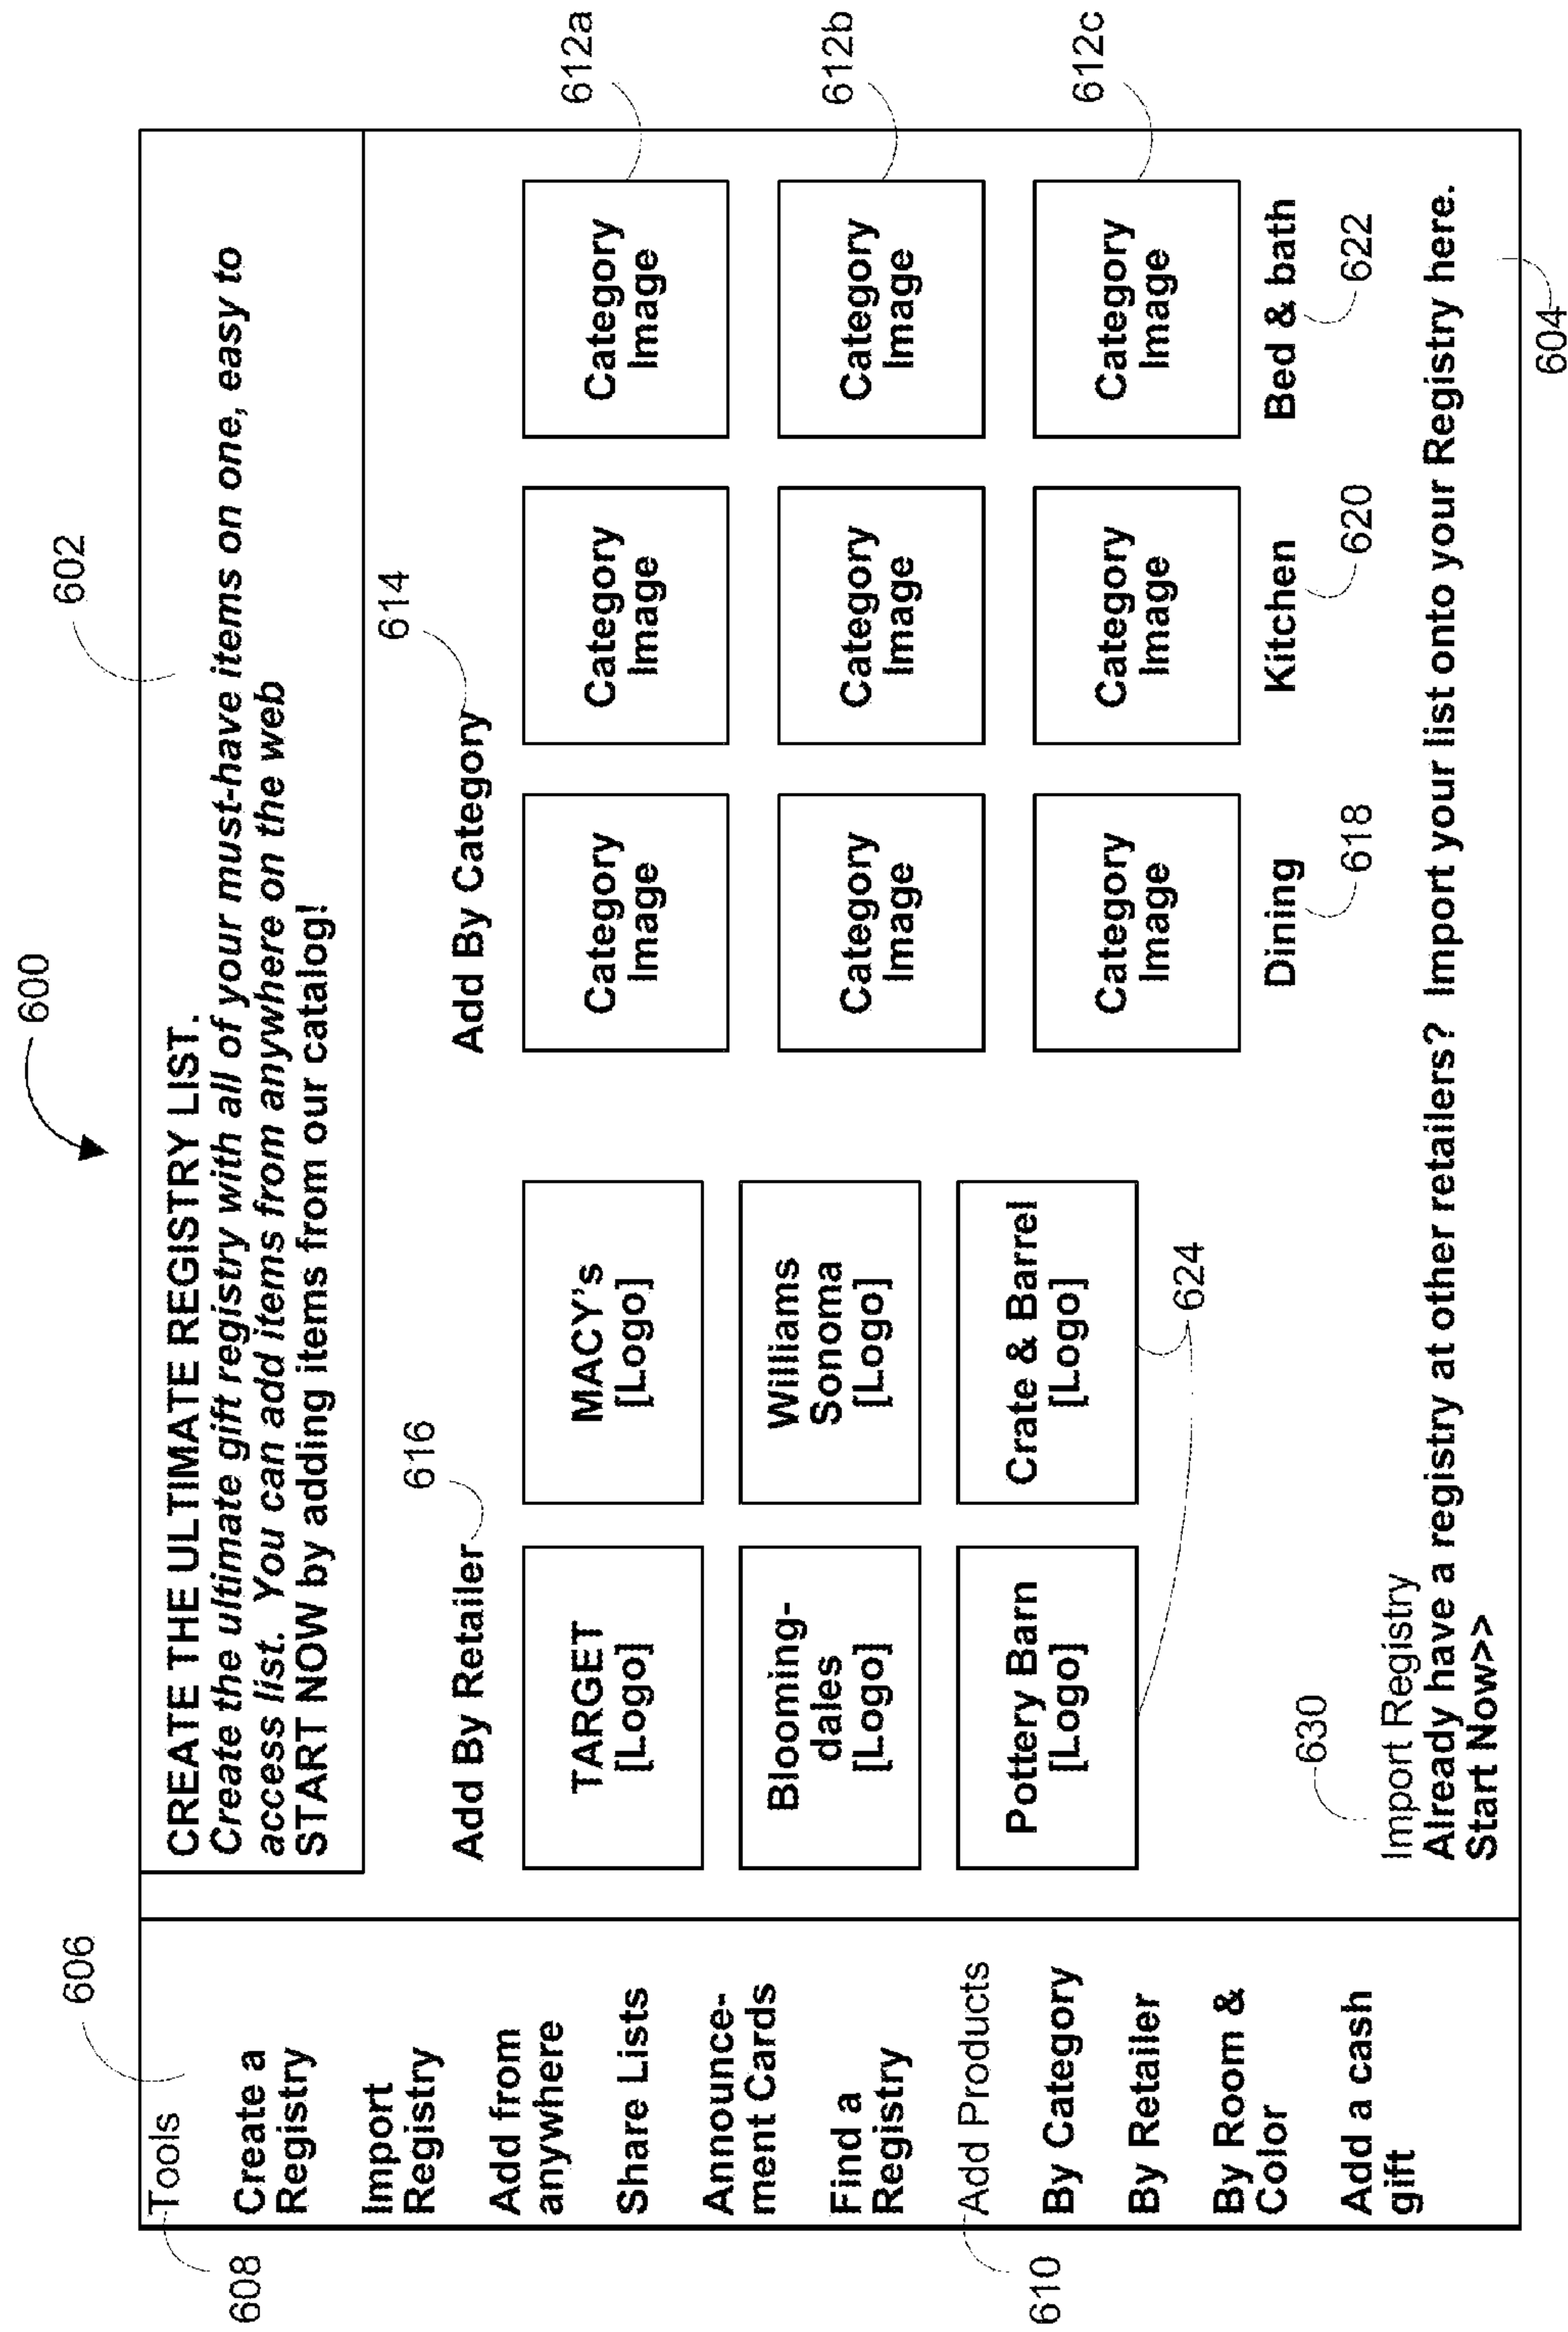 600
602
606
608
Tools
Create a
Registry
Import
Registry
Add from
anywhere
Share Lists
Announce-
ment Cards
Find a
Registry
610
Add Products
By Category
By Retailer
By Room &
Color
Add a cash
gift
CREATE THE ULTIMATE REGISTRY LIST.
Create the ultimate gift registry with all of your must-have items on one, easy to
access list. You can add items from anywhere on the web
START NOW by adding items from our catalog!
Add By Retailer
616
TARGET
[Logo]
MACY's
[Logo]
Blooming-
dales
[Logo]
Williams
Sonoma
[Logo]
Pottery Barn
[Logo]
Crate & Barrel
[Logo]
624
Add By Category
614
Category
Image
Category
Image
Category
Image
612a
Category
Image
Category
Image
Category
Image
612b
Category
Image
Category
Image
Category
Image
612c
Dining
Kitchen
Bed & bath
618
620
622
630
Import Registry
Already have a registry at other retailers? Import your list onto your Registry here.
Start Now>>
604